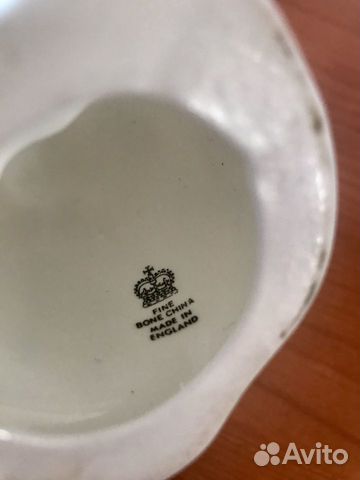 FINE
BONE CHINA
MADE IN
ENGLAND
Avito